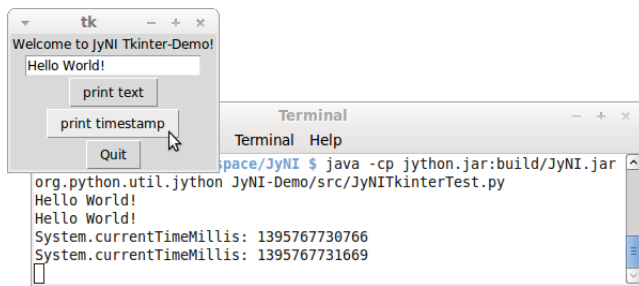 tk
Welcome to JyNI Tkinter-Demo!
Hello World!
print text
print timestamp
Quit
Terminal
Terminal Help
space/JyNI $ java -cp jython.jar:build/JyNI.jar
org.python.util.jython JyNI-Demo/src/JyNITkinterTest.py
Hello World!
Hello World!
System.currentTimeMillis: 1395767730766
System.currentTimeMillis: 1395767731669